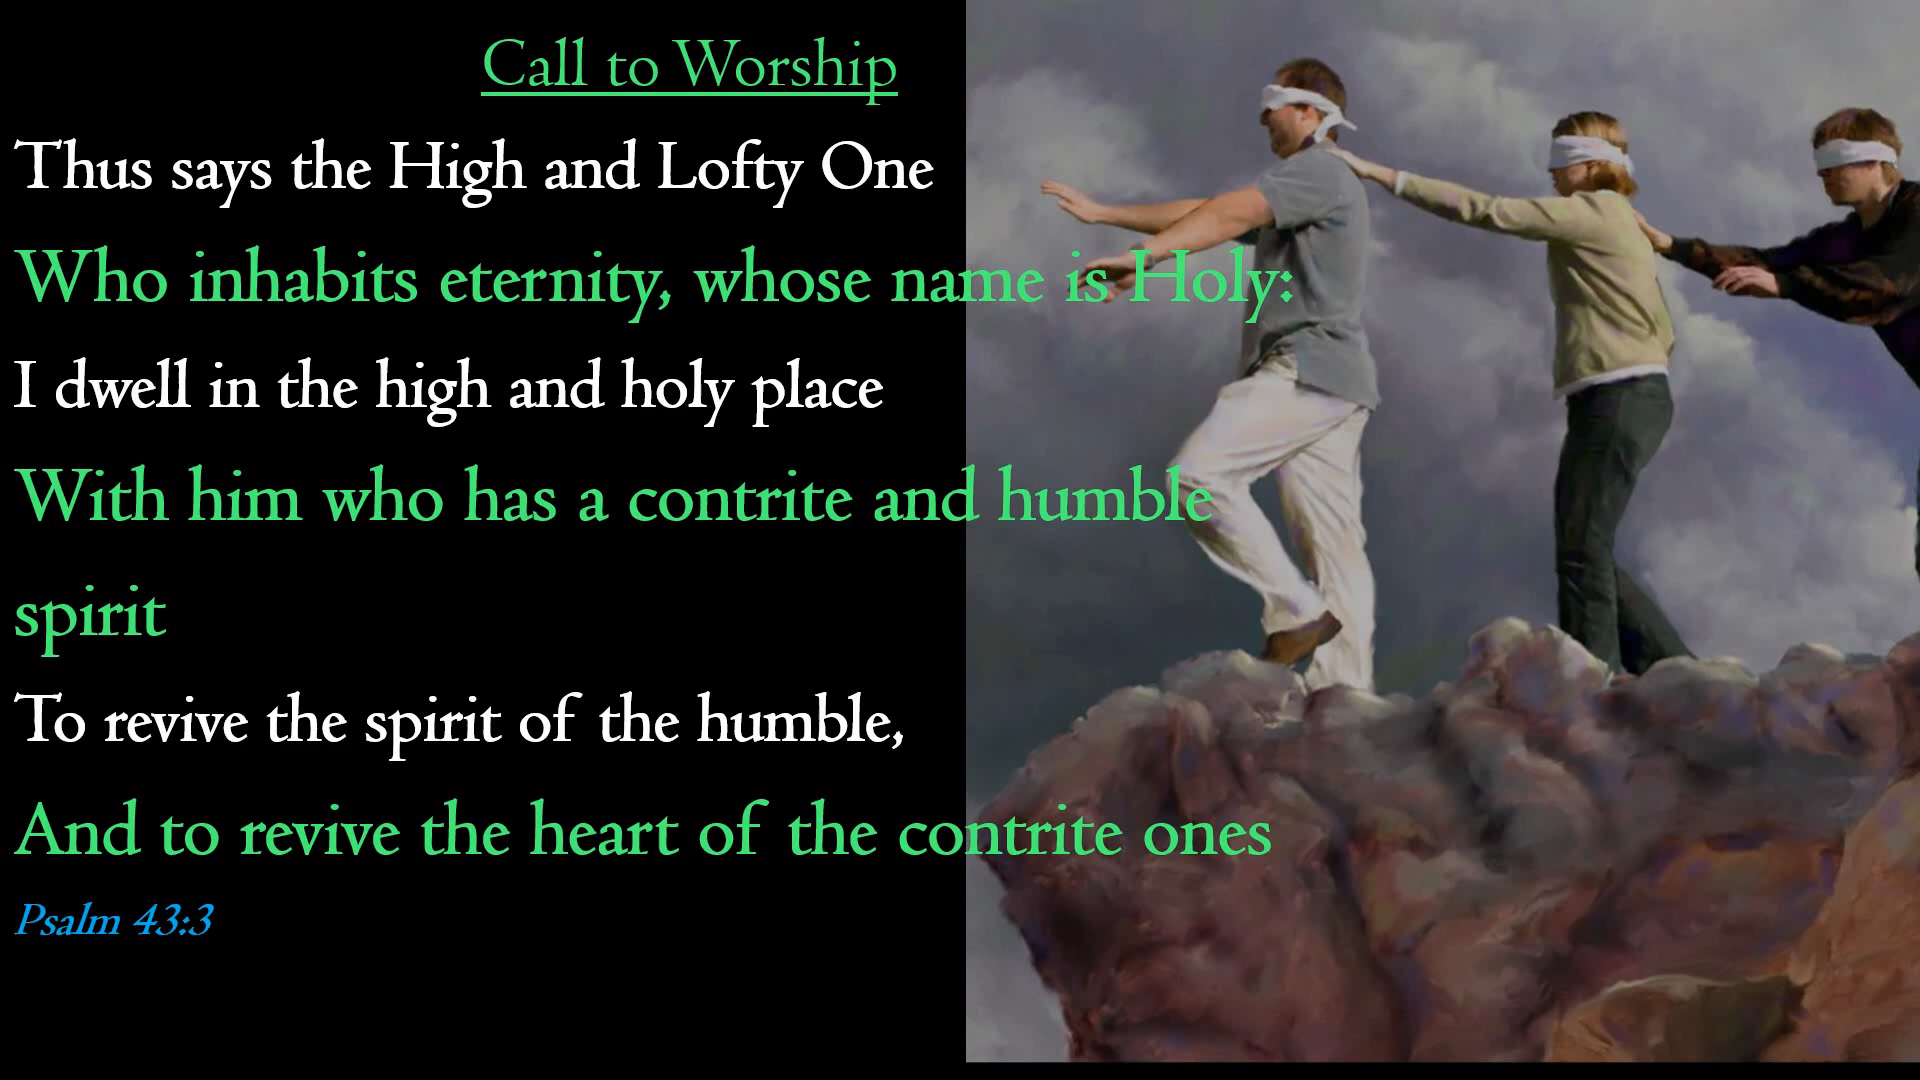 Call to Worship
Thus says the High and Lofty One
Who inhabits eternity, whose name is Holy:
I dwell in the high and holy place
With him who has a contrite and humble
spirit
To revive the spirit of the humble,
And to revive the heart of the contrite ones
Psalm 43:3